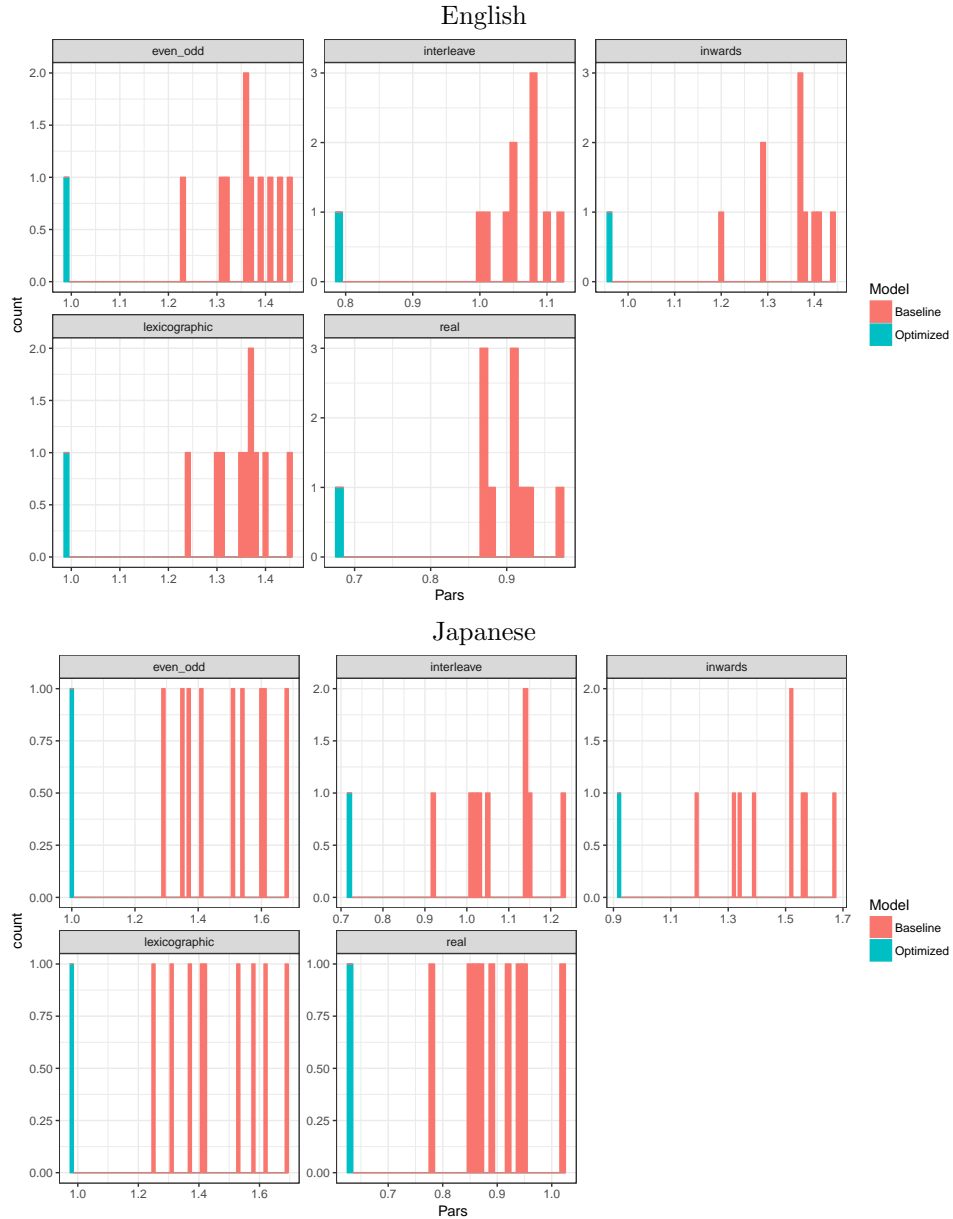 English
even_odd
interleave
inwards
2.0
1.5
1.0
0.5
0.0
1.0 1.1 1.2 1.3 1.4
3
2
1
0
0.8 0.9 1.0 1.1
3
2
1
0
1.0 1.1 1.2 1.3 1.4
lexicographic
real
2.0
1.5
1.0
0.5
0.0
1.0 1.1 1.2 1.3 1.4
3
2
1
0
0.7 0.8 0.9
count
Pars
Model
Baseline
Optimized
Japanese
even_odd
interleave
inwards
1.00
0.75
0.50
0.25
0.00
1.0 1.2 1.4 1.6
2.0
1.5
1.0
0.5
0.0
0.7 0.8 0.9 1.0 1.1 1.2
2.0
1.5
1.0
0.5
0.0
0.9 1.1 1.3 1.5 1.7
lexicographic
real
1.00
0.75
0.50
0.25
0.00
1.0 1.2 1.4 1.6
1.00
0.75
0.50
0.25
0.00
0.7 0.8 0.9 1.0
count
Pars
Model
Baseline
Optimized